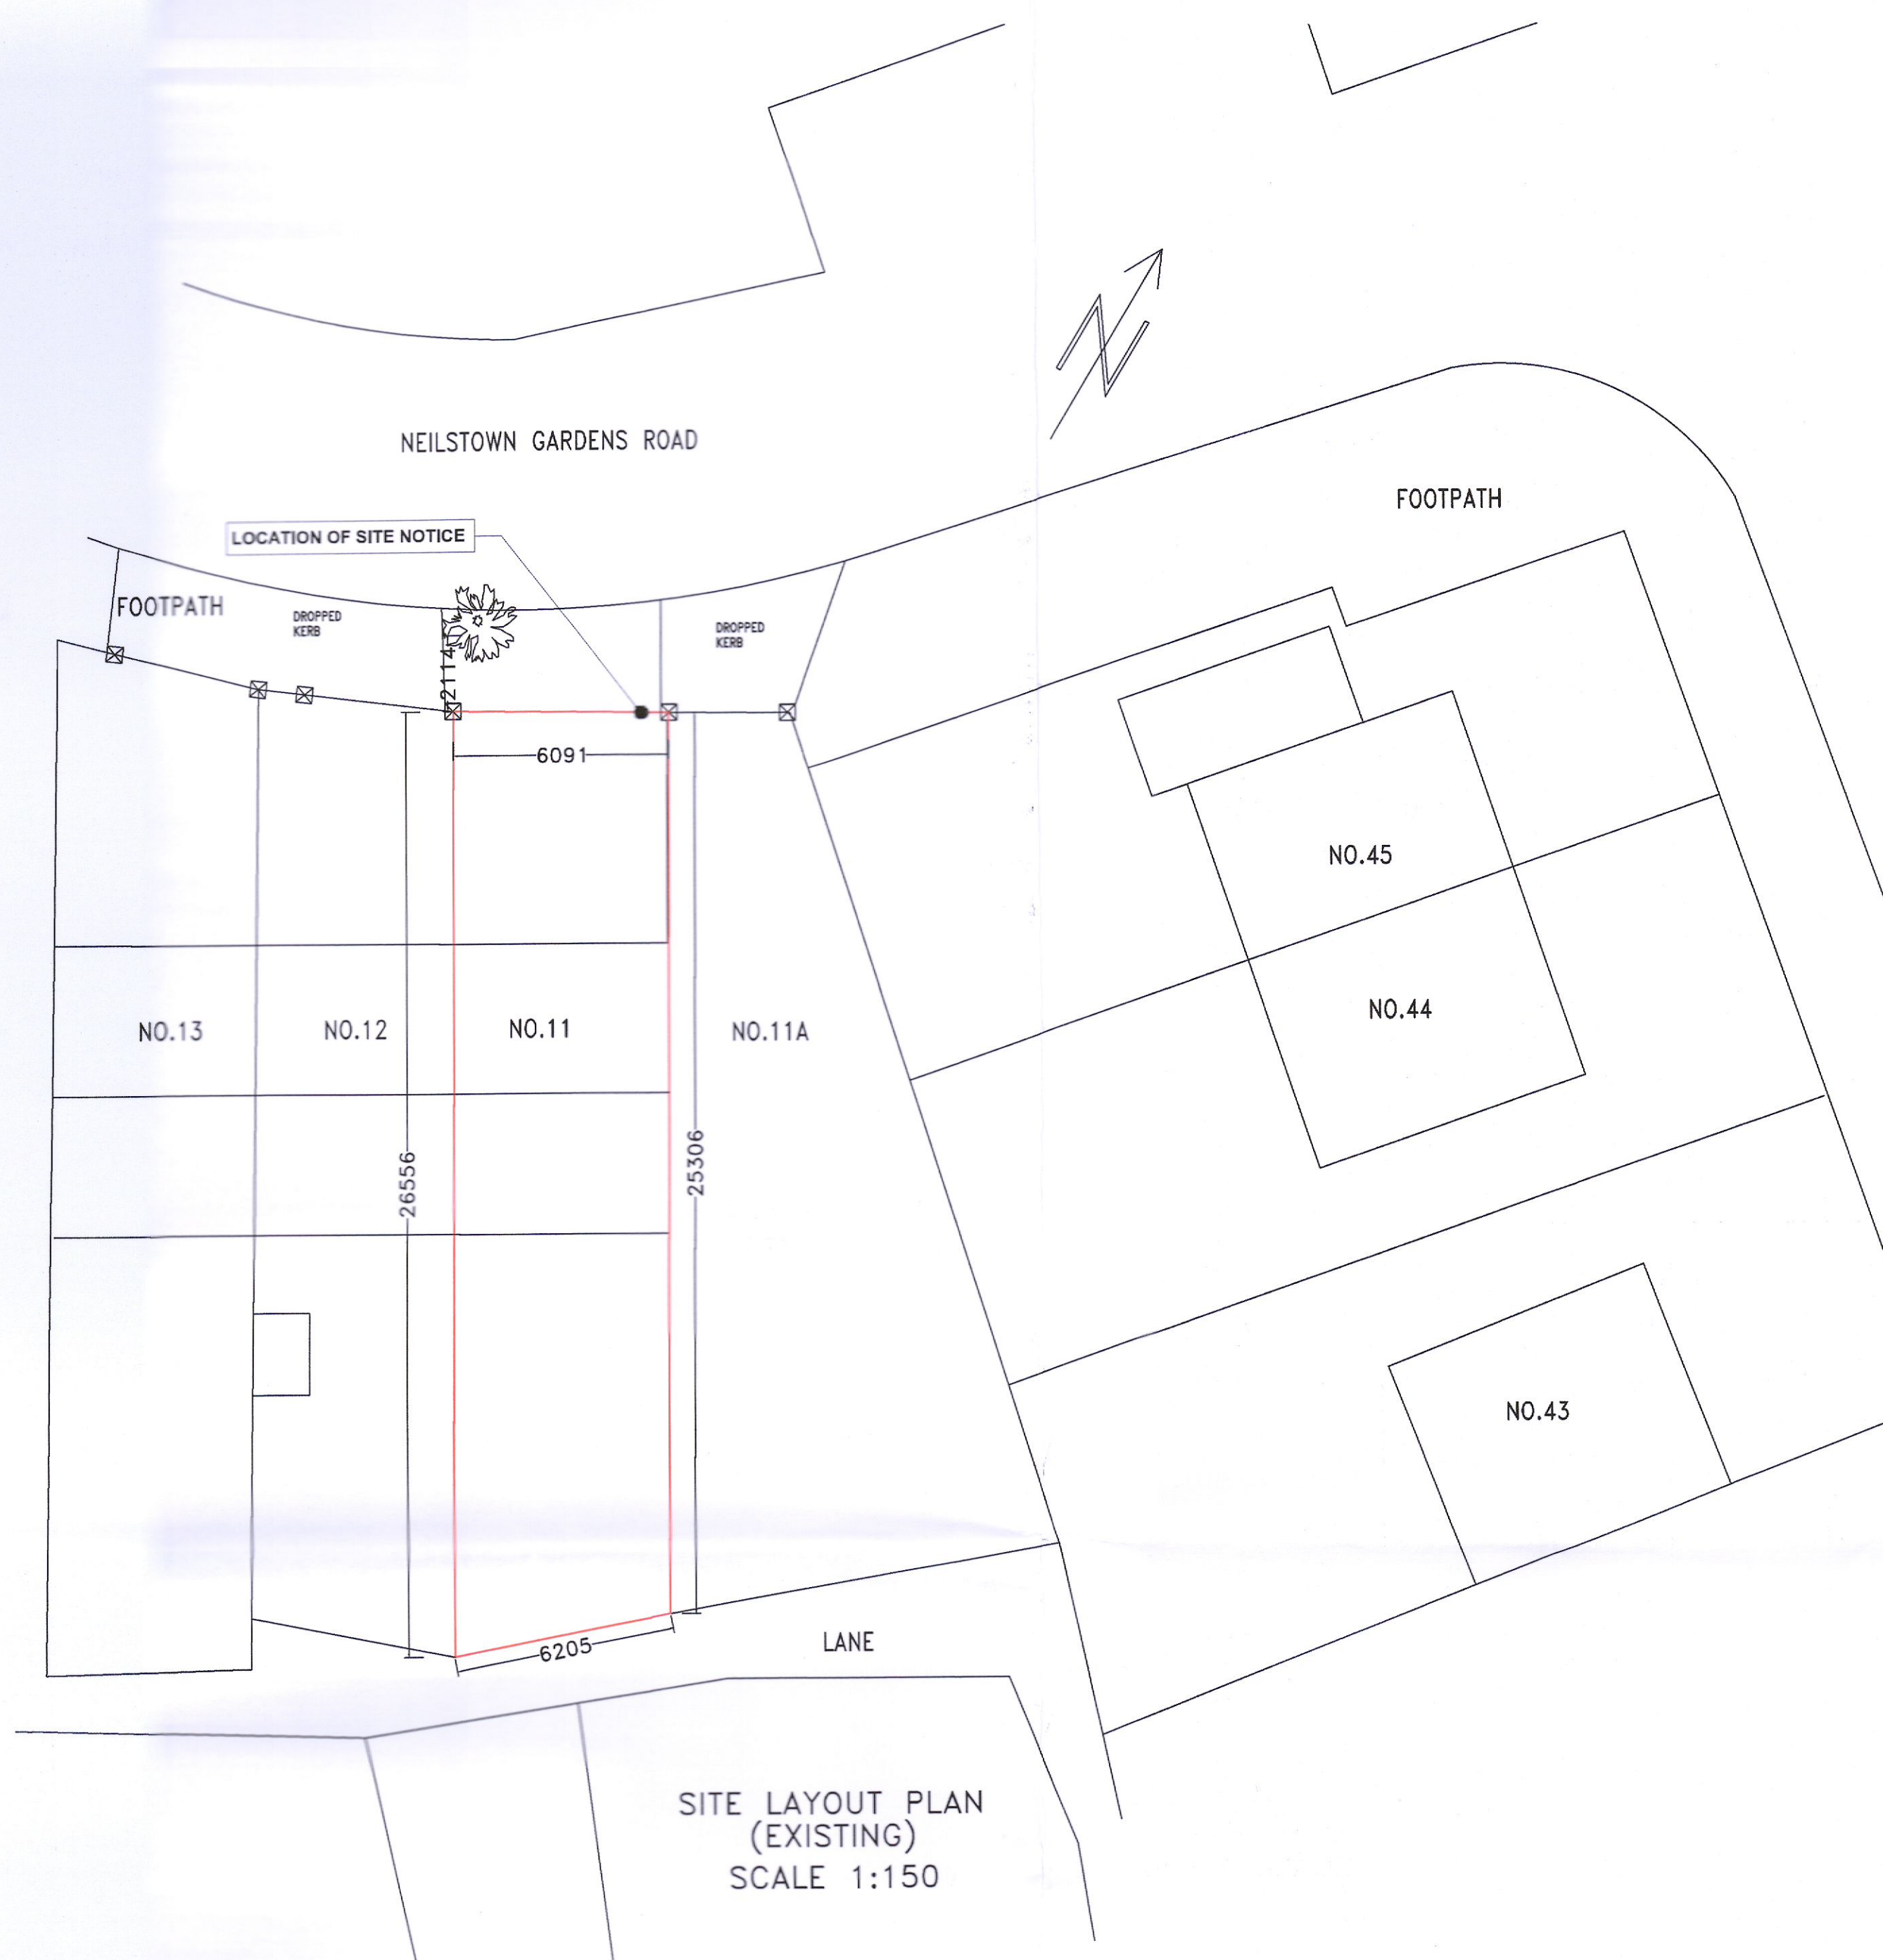 N
NEILSTOWN GARDENS ROAD
FOOTPATH
LOCATION OF SITE NOTICE
FOOTPATH
DROPPED
KERB
DROPPED
KERB
2114
6091
NO.45
NO.44
NO.13
NO.12
NO.11
NO.11A
26556
25306
NO.43
6205
LANE
SITE LAYOUT PLAN
(EXISTING)
SCALE 1:150